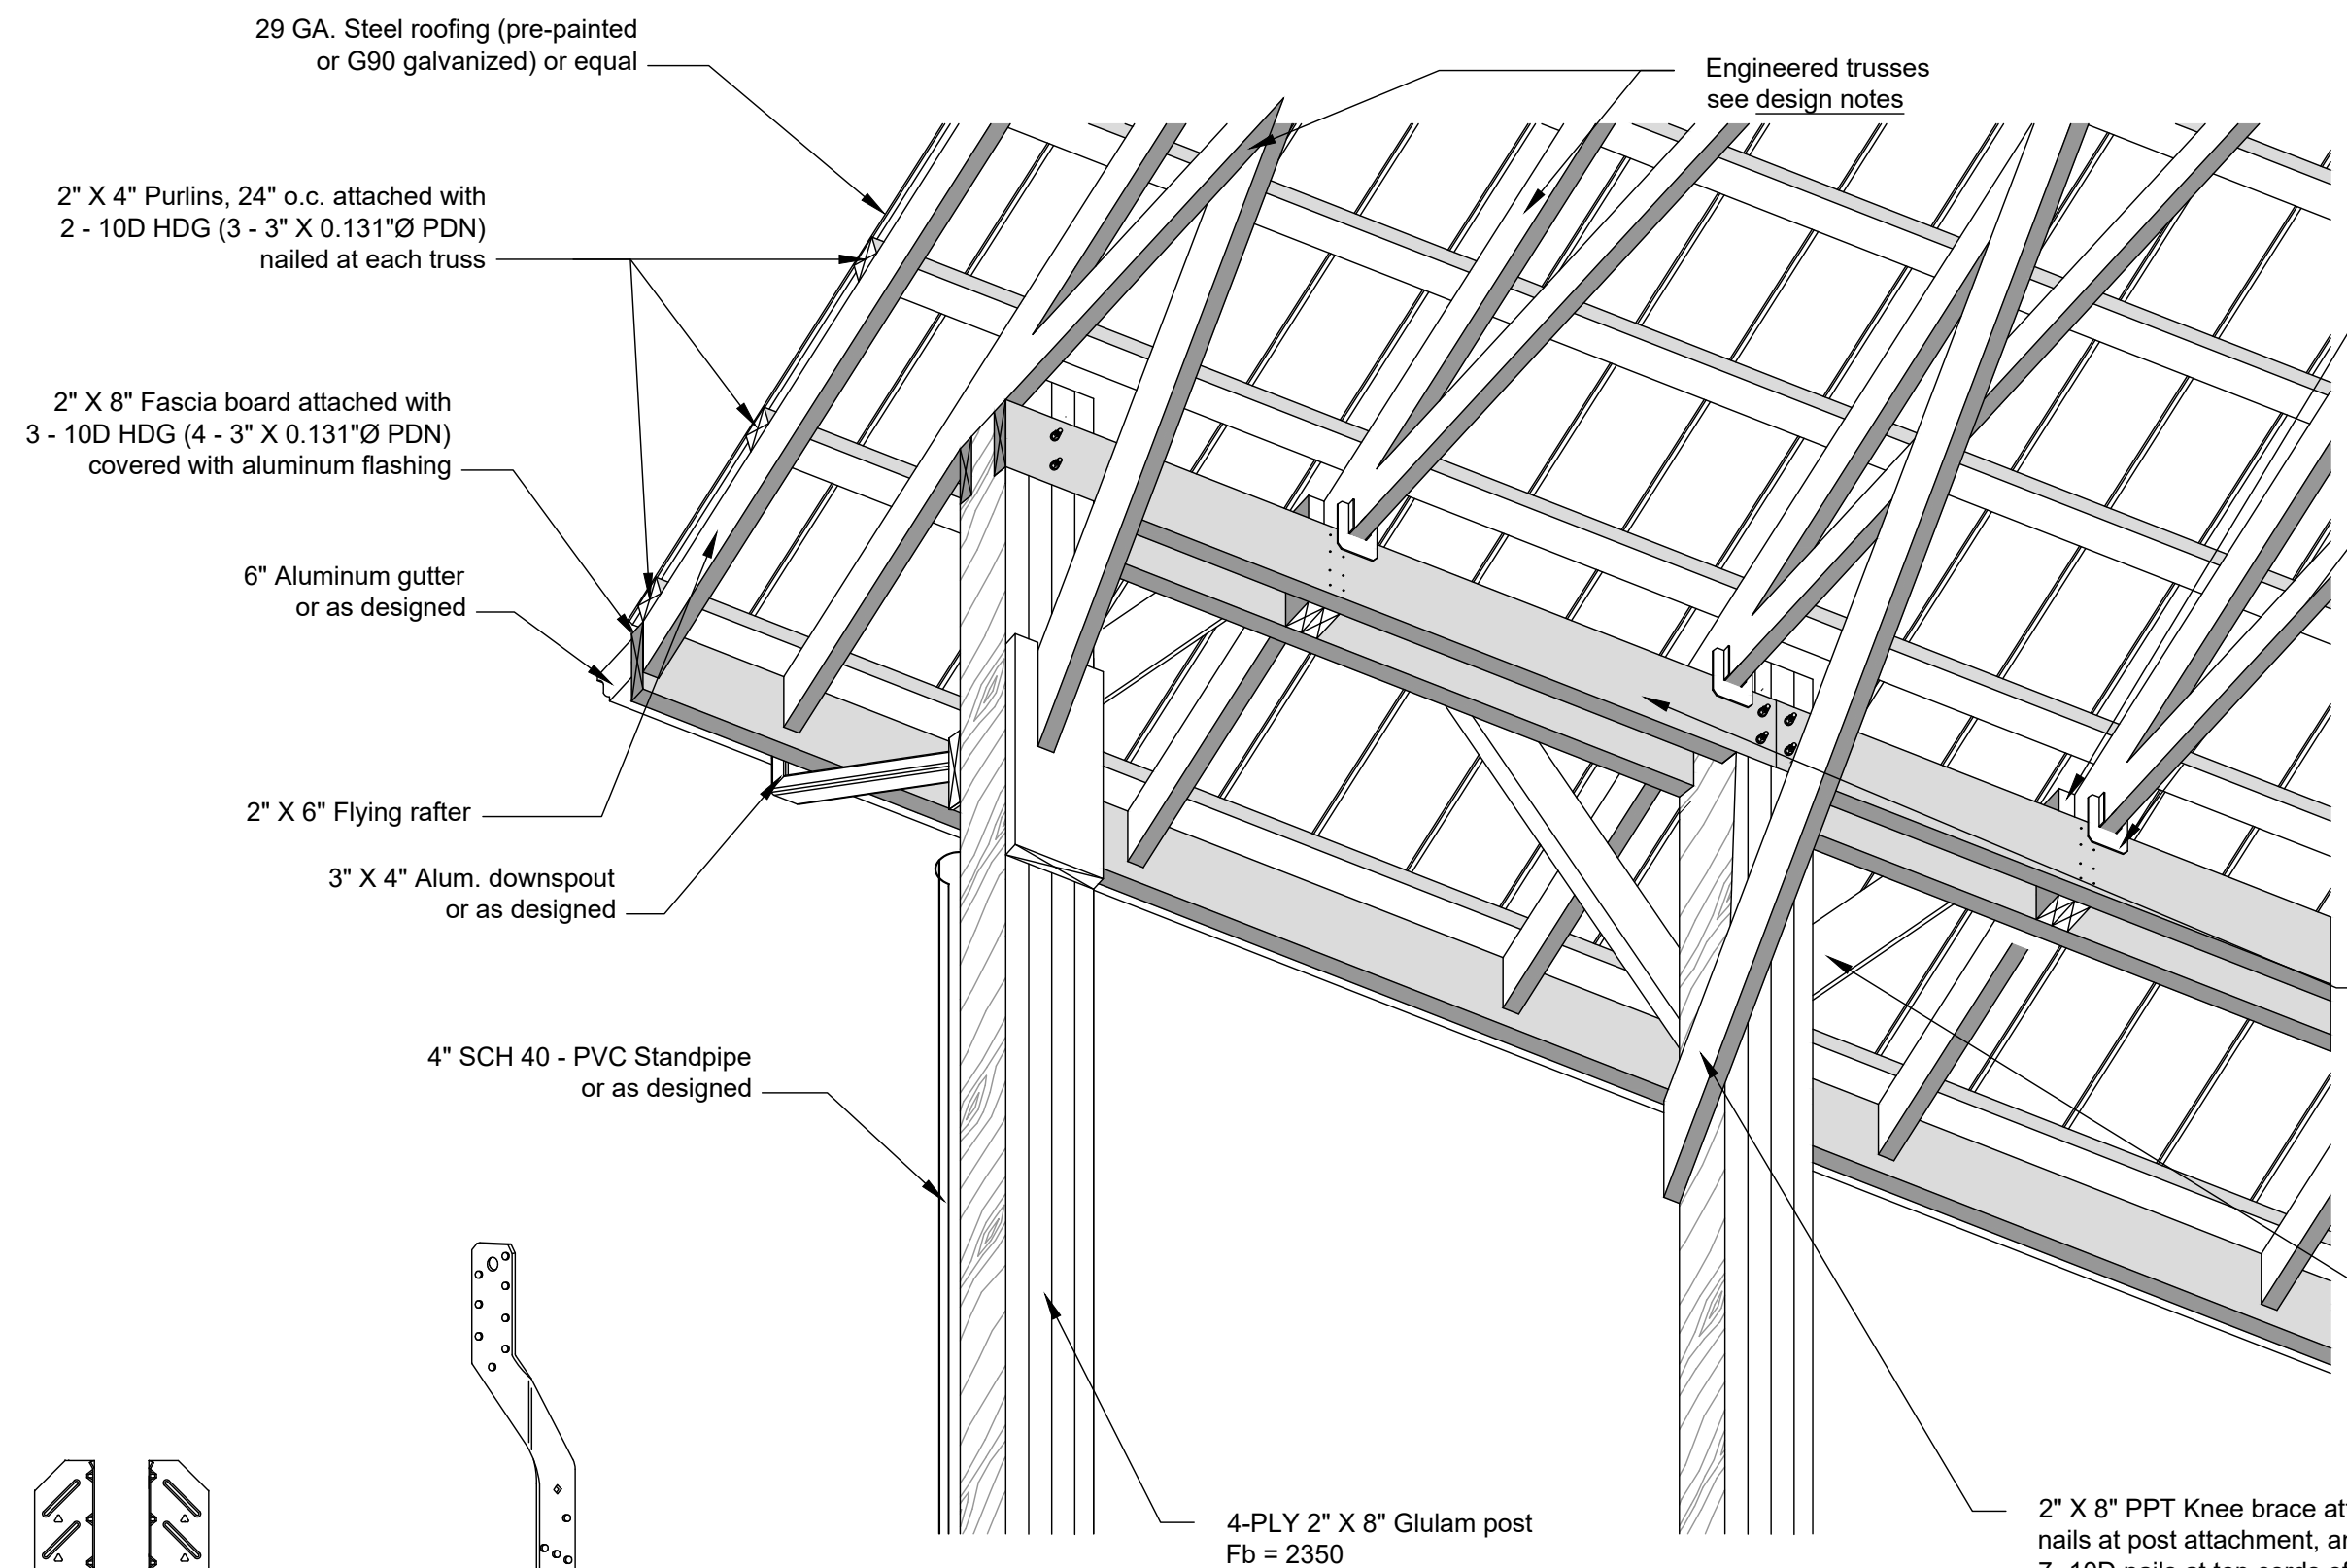 29 GA. Steel roofing (pre-painted
or G90 galvanized) or equal
Engineered trusses
see design notes
2" X 4" Purlins, 24" o.c. attached with
2 - 10D HDG (3 - 3" X 0.131"Ø PDN)
nailed at each truss
2" X 8" Fascia board attached with
3 - 10D HDG (4 - 3" X 0.131"Ø PDN)
covered with aluminum flashing
6" Aluminum gutter
or as designed
2" X 6" Flying rafter
3" X 4" Alum. downspout
or as designed
4" SCH 40 - PVC Standpipe
or as designed
4-PLY 2" X 8" Glulam post
Fb = 2350
2" X 8" PPT Knee brace
nails at post attachment,